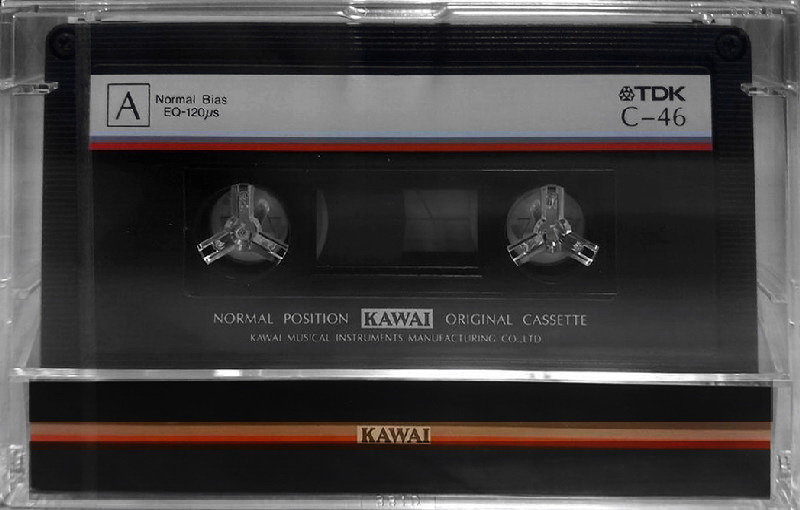 A
Normal Bias
EQ-120μs
TDK
C-46
NORMAL POSITION KAWAI ORIGINAL CASSETTE
KAWAI MUSICAL INSTRUMENTS MANUFACTURING CO.,LTD
KAWAI